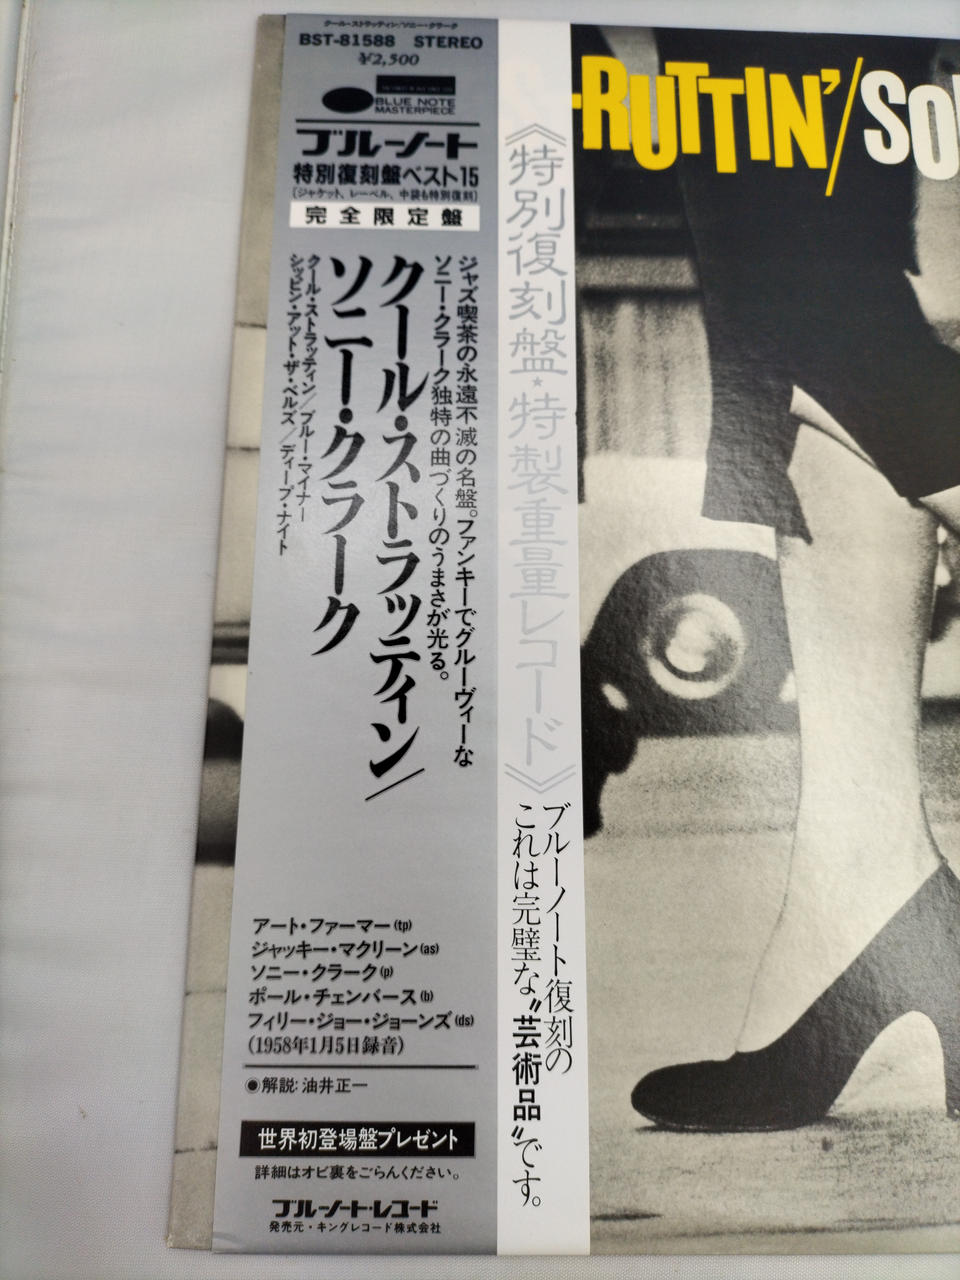 クール・ストラッティン/ソニー・クラーク
BST-81588 STEREO
¥2,500
BLUE NOTE
MASTERPIECE
ブルーノート
特別復刻盤ベスト15
〔ジャケット、レーベル、中袋も特別復刻〕
完全限定盤
ジャズ喫茶の永遠不滅の名盤。ファンキーでグルーヴィーな
ソニー・クラーク独特の曲づくりのうまさが光る。
クール・ストラッティン/
ソニー・クラーク
クール・ストラッティン/ブルー・マイナー
シッピン・アット・ザ・ベルズ/ディープ・ナイト
アート・ファーマー(tp)
ジャッキー・マクリーン(as)
ソニー・クラーク(p)
ポール・チェンバース(b)
フィリー・ジョー・ジョーンズ(ds)
(1958年1月5日録音)
◉解説:油井正一
世界初登場盤プレゼント
詳細はオビ裏をごらんください。
ブルーノート・レコード
発売元・キングレコード株式会社
《特別復刻盤★特製重量レコード》
ブルーノート復刻の
これは完璧な〝芸術品〟です。
-RUTTIN'/SO